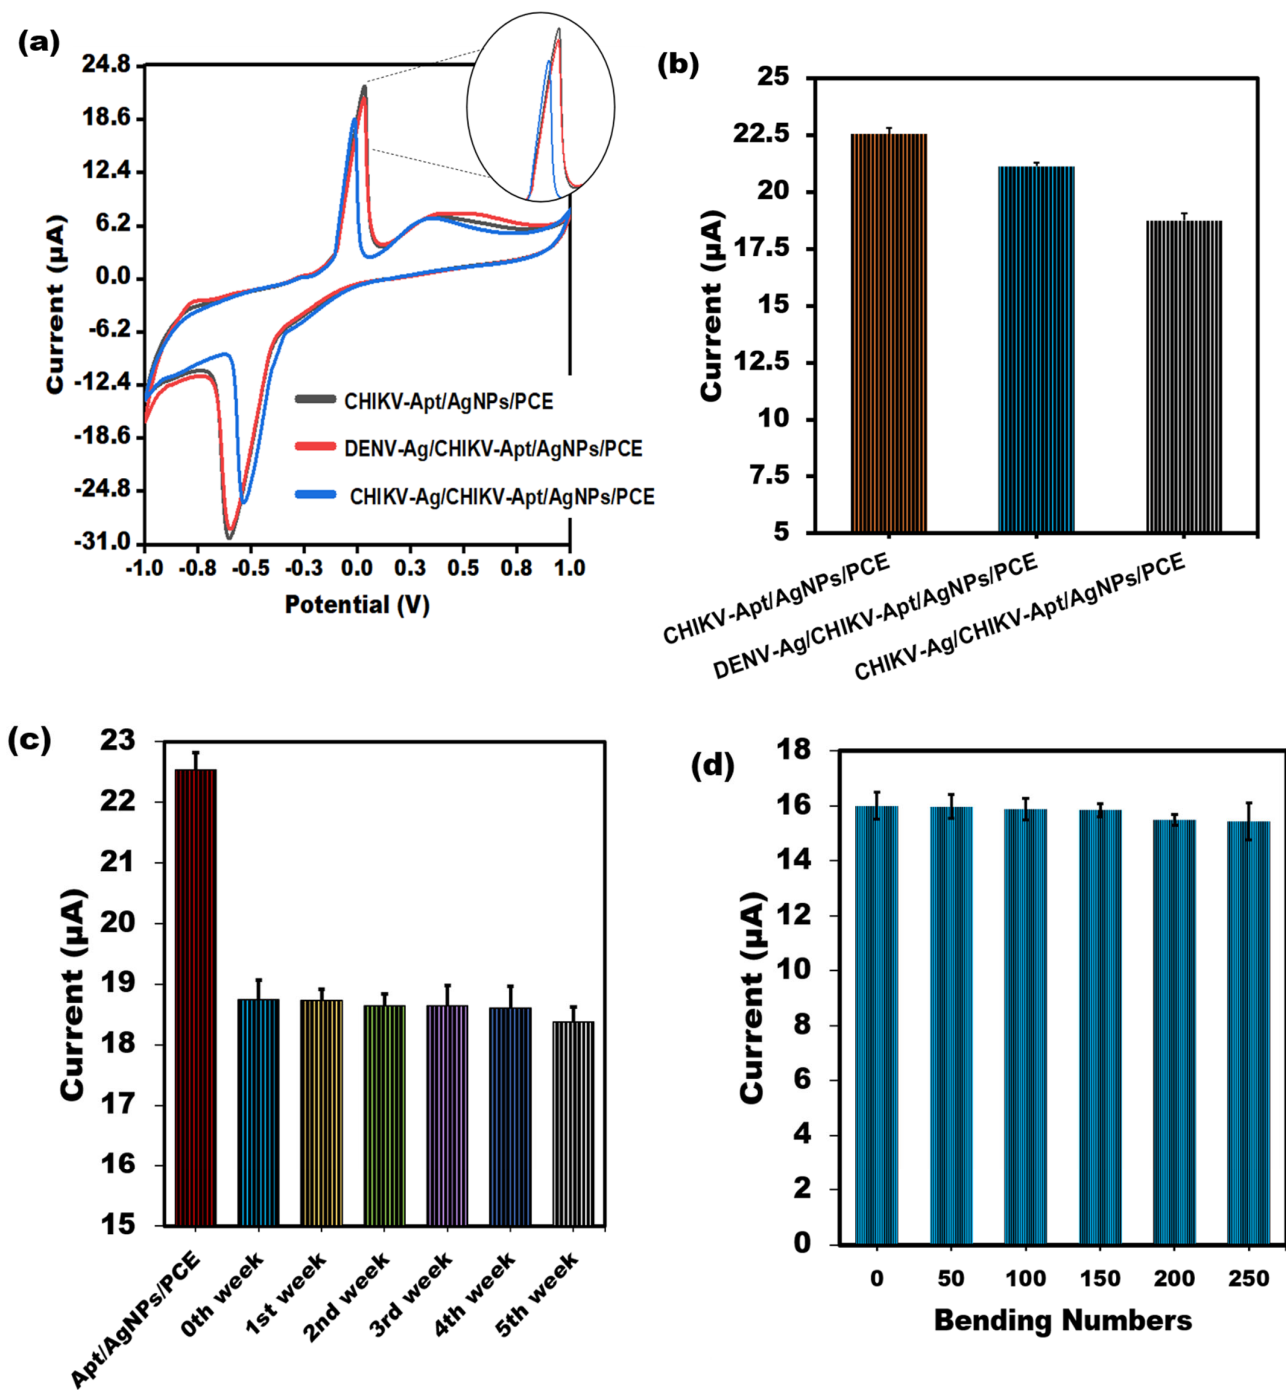 (a)
24.8
18.6
12.4
6.2
0.0
-6.2
-12.4
-18.6
-24.8
-31.0
Current (µA)
CHIKV-Apt/AgNPs/PCE
DENV-Ag/CHIKV-Apt/AgNPs/PCE
CHIKV-Ag/CHIKV-Apt/AgNPs/PCE
-1.0 -0.8 -0.5 -0.3 0.0 0.3 0.5 0.8 1.0
Potential (V)
(b)
25
22.5
20
17.5
15
12.5
10
7.5
5
Current (µA)
CHIKV-Apt/AgNPs/PCE
DENV-Ag/CHIKV-Apt/AgNPs/PCE
CHIKV-Ag/CHIKV-Apt/AgNPs/PCE
(c)
23
22
21
20
19
18
17
16
15
Current (µA)
Apt/AgNPs/PCE
0th week
1st week
2nd week
3rd week
4th week
5th week
(d)
18
16
14
12
10
8
6
4
2
0
Current (µA)
0 50 100 150 200 250
Bending Numbers